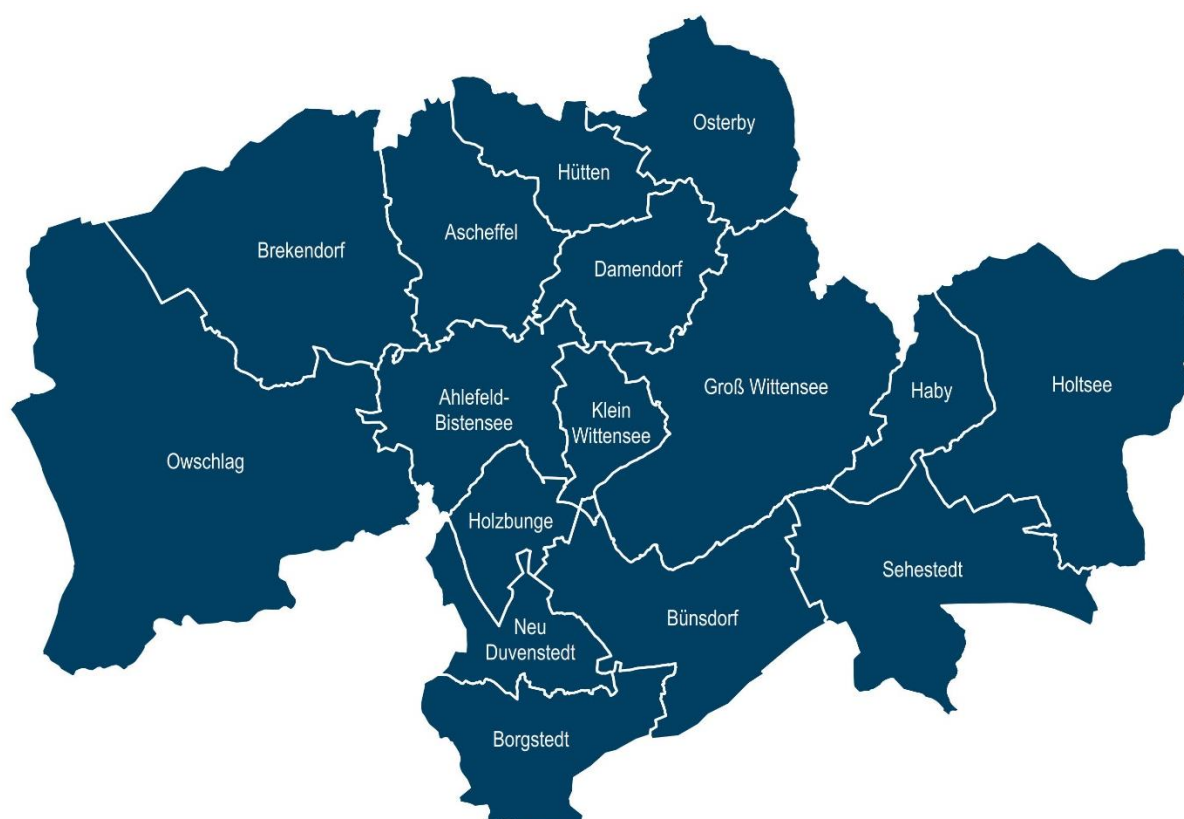 Osterby
Hütten
Ascheffel
Brekendorf
Damendorf
Groß Wittensee
Haby
Holtsee
Ahlefeld-
Bistensee
Klein
Wittensee
Owschlag
Holzbunge
Sehestedt
Bünsdorf
Neu
Duvenstedt
Borgstedt